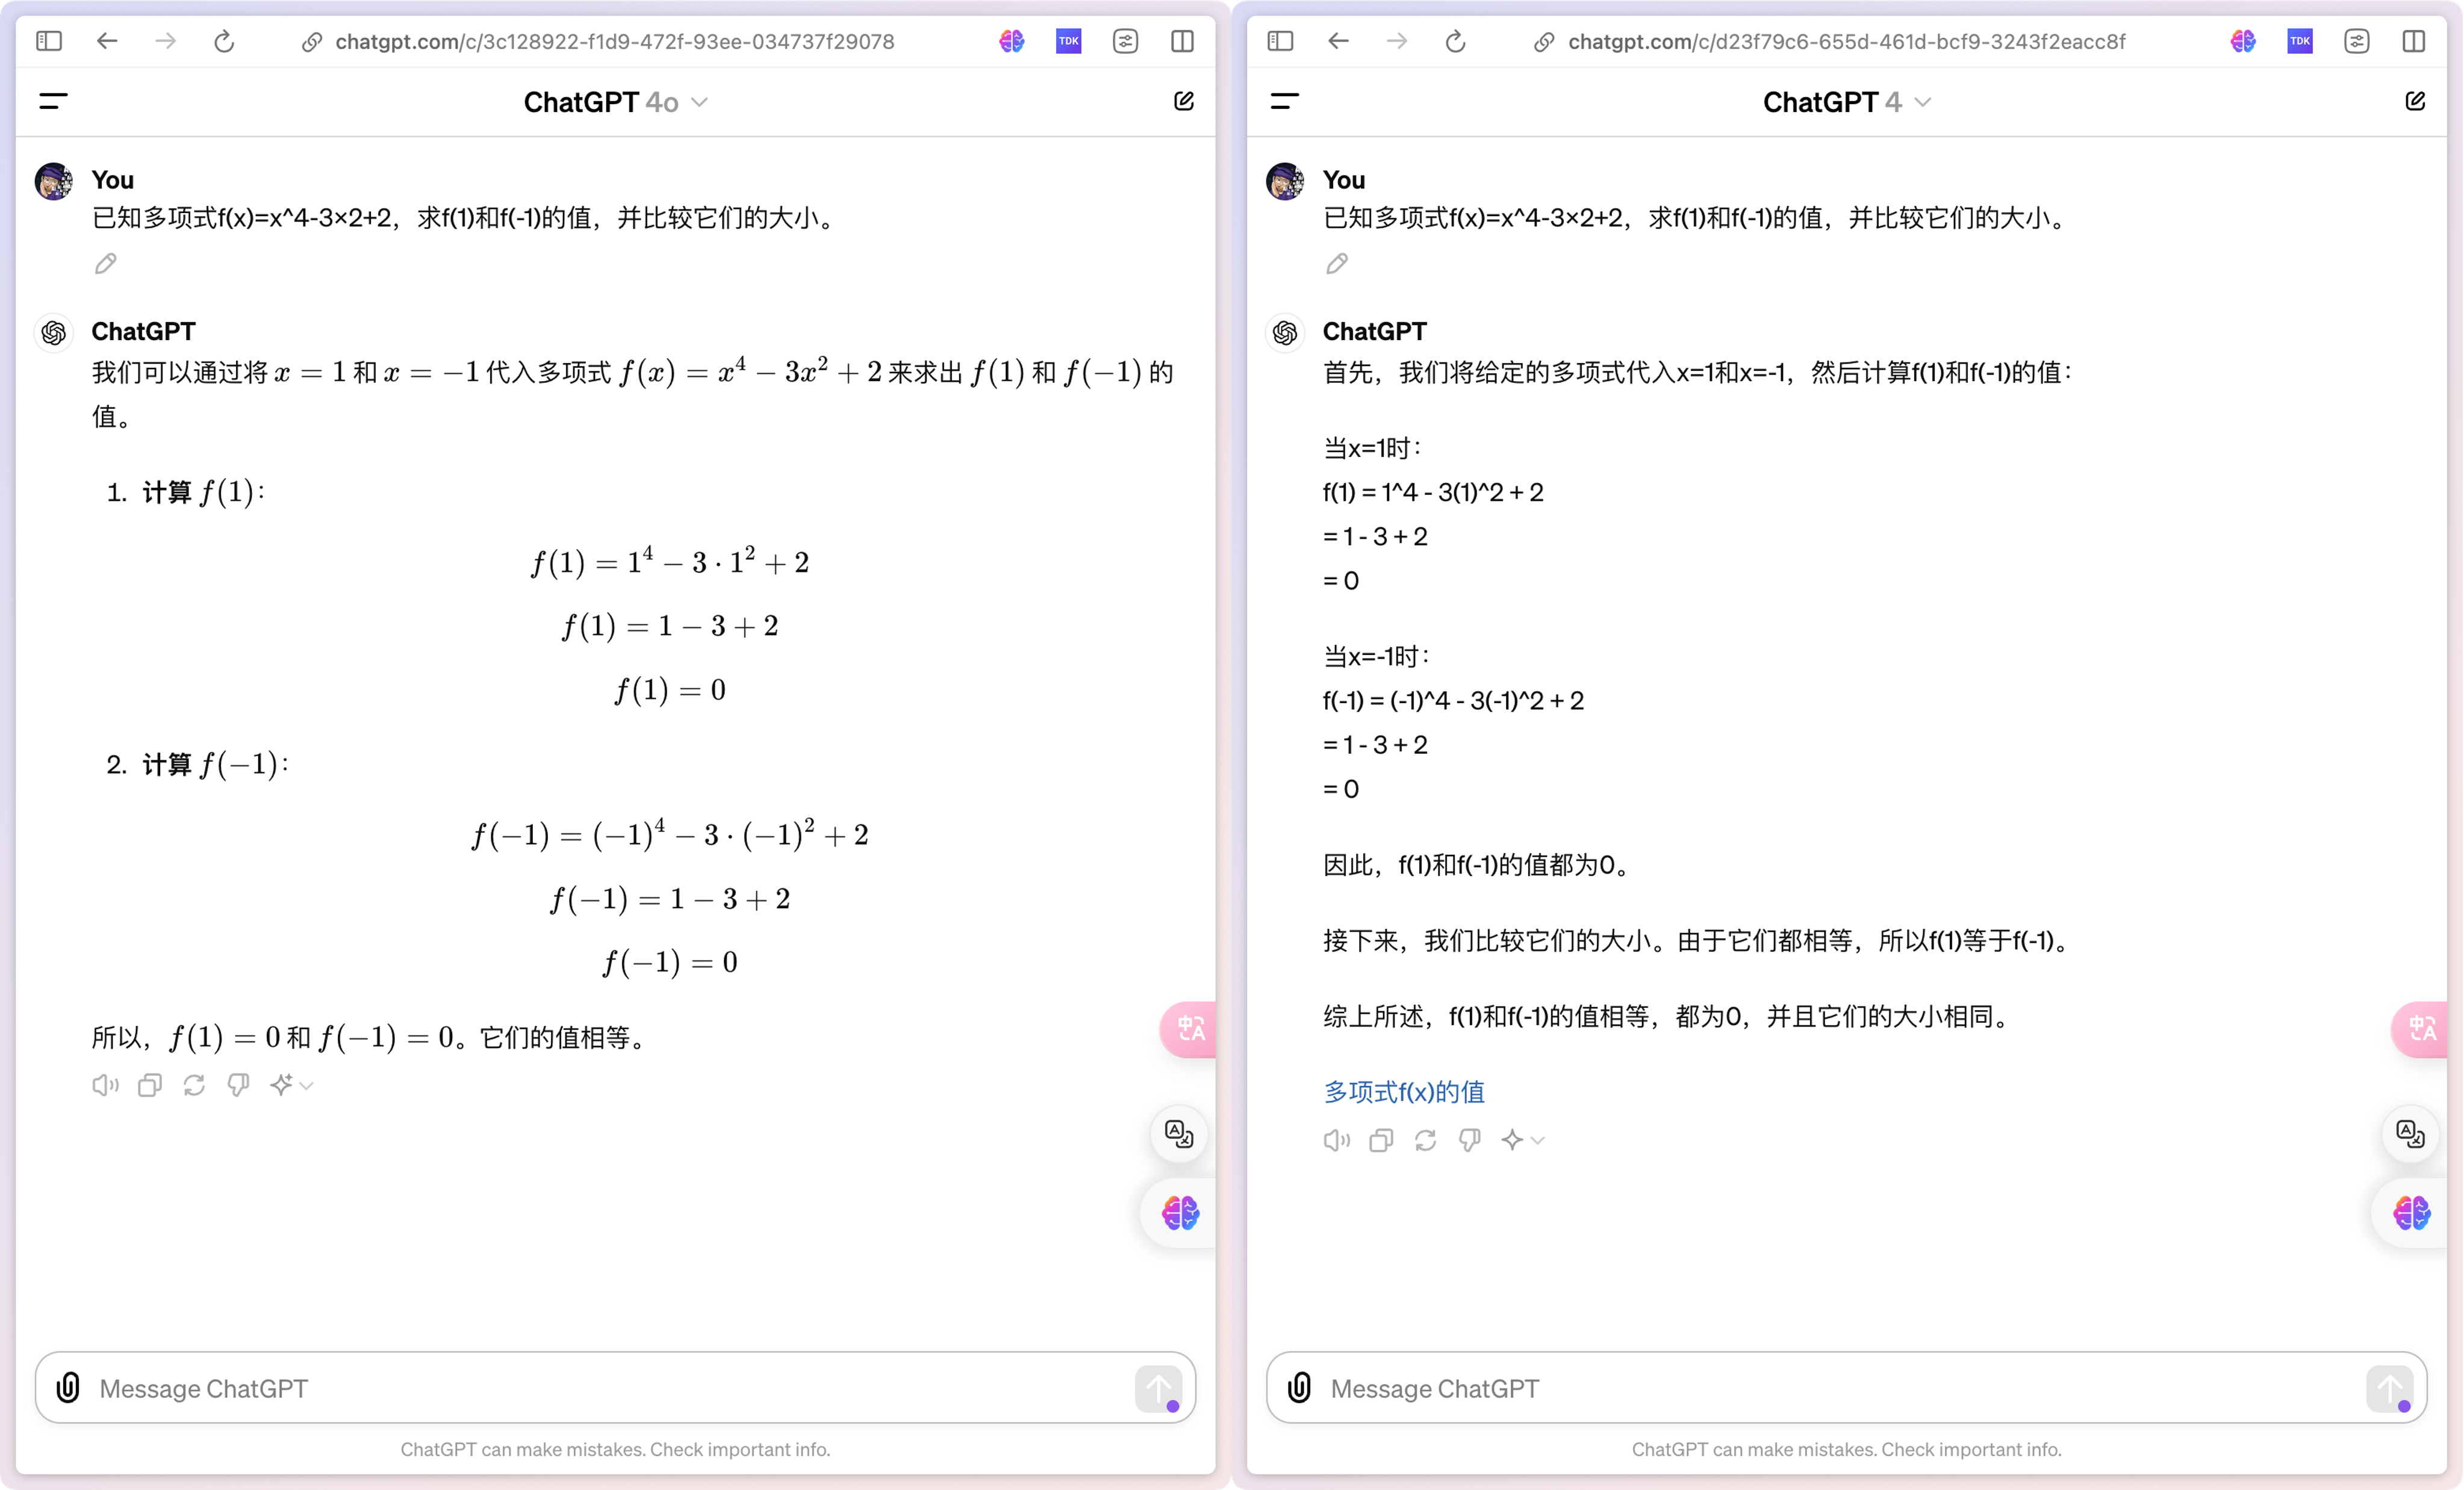 chatgpt.com/c/3c128922-f1d9-472f-93ee-034737f29078
TDK
ChatGPT 4o
You
已知多项式f(x)=x^4-3×2+2，求f(1)和f(-1)的值，并比较它们的大小。
ChatGPT
我们可以通过将 x = 1 和 x = −1 代入多项式 f(x) = x⁴ − 3x² + 2 来求出 f(1) 和 f(−1) 的
值。
1. 计算 f(1)：
f(1) = 1⁴ − 3 · 1² + 2
f(1) = 1 − 3 + 2
f(1) = 0
2. 计算 f(−1)：
f(−1) = (−1)⁴ − 3 · (−1)² + 2
f(−1) = 1 − 3 + 2
f(−1) = 0
所以，f(1) = 0 和 f(−1) = 0。它们的值相等。
中A
A
Message ChatGPT
ChatGPT can make mistakes. Check important info.
chatgpt.com/c/d23f79c6-655d-461d-bcf9-3243f2eacc8f
TDK
ChatGPT 4
You
已知多项式f(x)=x^4-3×2+2，求f(1)和f(-1)的值，并比较它们的大小。
ChatGPT
首先，我们将给定的多项式代入x=1和x=-1，然后计算f(1)和f(-1)的值：
当x=1时：
f(1) = 1^4 - 3(1)^2 + 2
= 1 - 3 + 2
= 0
当x=-1时：
f(-1) = (-1)^4 - 3(-1)^2 + 2
= 1 - 3 + 2
= 0
因此，f(1)和f(-1)的值都为0。
接下来，我们比较它们的大小。由于它们都相等，所以f(1)等于f(-1)。
综上所述，f(1)和f(-1)的值相等，都为0，并且它们的大小相同。
多项式f(x)的值
中A
A
Message ChatGPT
ChatGPT can make mistakes. Check important info.